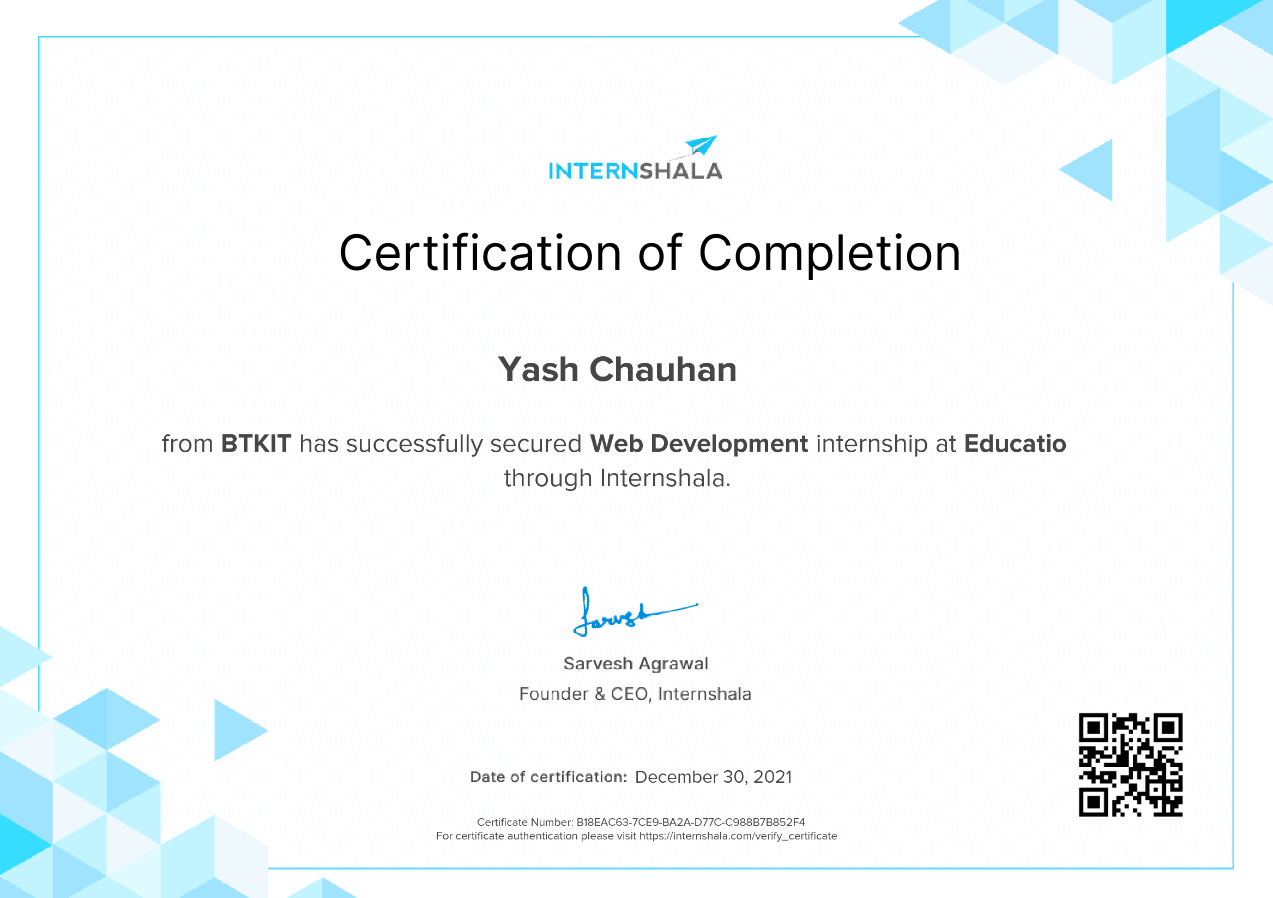 INTERNSHALA
Certification of Completion
Yash Chauhan
from BTKIT has successfully secured Web Development internship at Educatio
through Internshala.
Sarvesh
Sarvesh Agrawal
Founder & CEO, Internshala
Date of certification: December 30, 2021
Certificate Number: B18EAC63-7CE9-BA2A-D77C-C988B7B852F4
For certificate authentication please visit https://internshala.com/verify_certificate